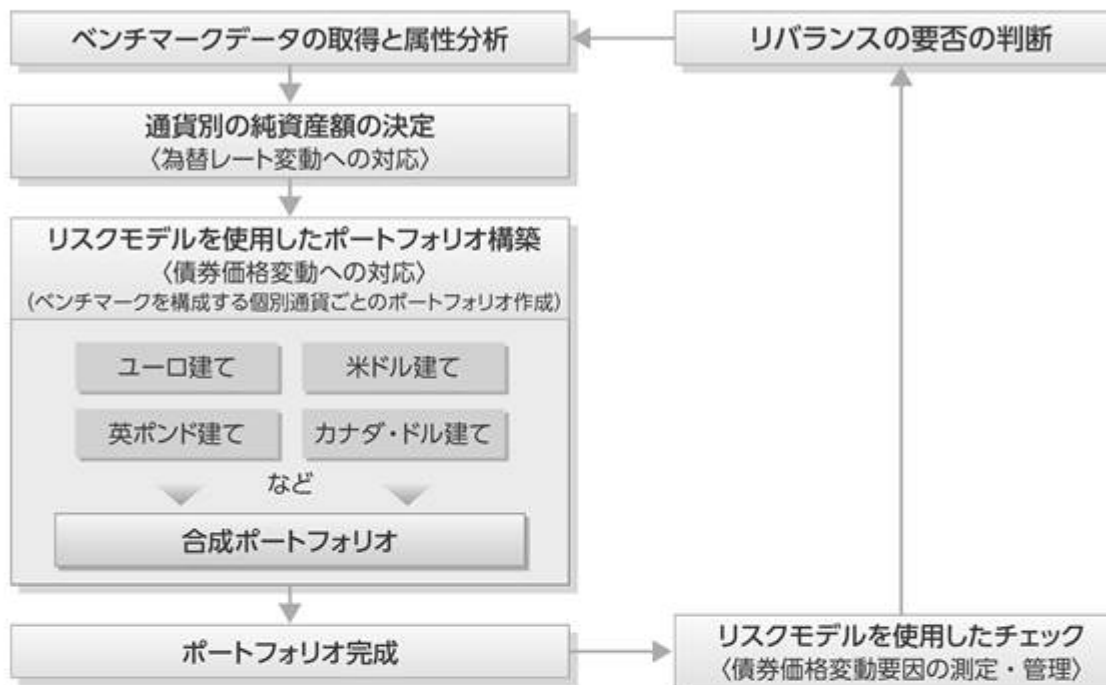 ベンチマークデータの取得と属性分析
リバランスの要否の判断
通貨別の純資産額の決定
〈為替レート変動への対応〉
リスクモデルを使用したポートフォリオ構築
〈債券価格変動への対応〉
(ベンチマークを構成する個別通貨ごとのポートフォリオ作成)
ユーロ建て
米ドル建て
英ポンド建て
カナダ・ドル建て
など
合成ポートフォリオ
ポートフォリオ完成
リスクモデルを使用したチェック
〈債券価格変動要因の測定・管理〉